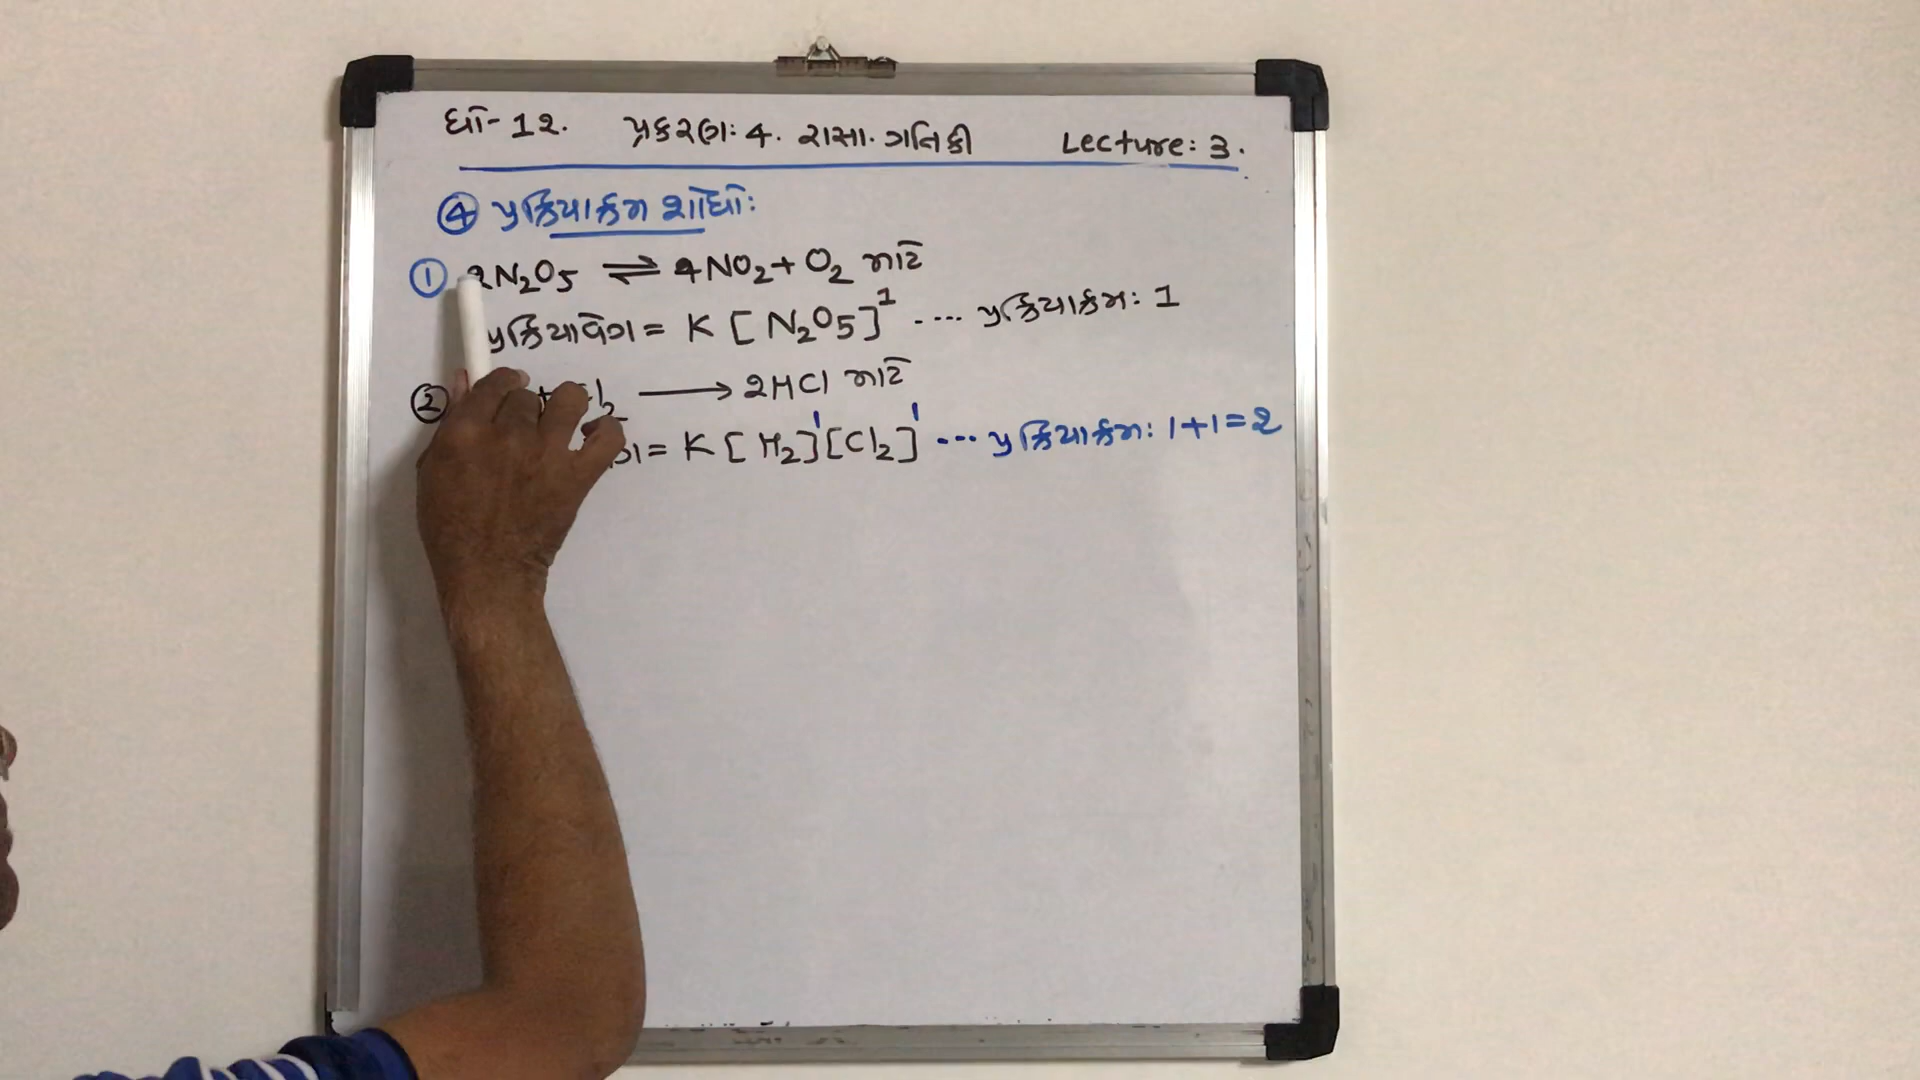 ધો-12. પ્રકરણ: 4. રાસા. ગતિકી Lecture: 3.
④ પ્રક્રિયાક્રમ શોધો:
① 2N₂O₅ ⇌ 4NO₂ + O₂ માટે
પ્રક્રિયાવેગ = K [N₂O₅]¹ .... પ્રક્રિયાક્રમ: 1
② + Cl₂ ⟶ 2HCl માટે
= K [H₂]¹ [Cl₂]¹ ... પ્રક્રિયાક્રમ: 1+1=2